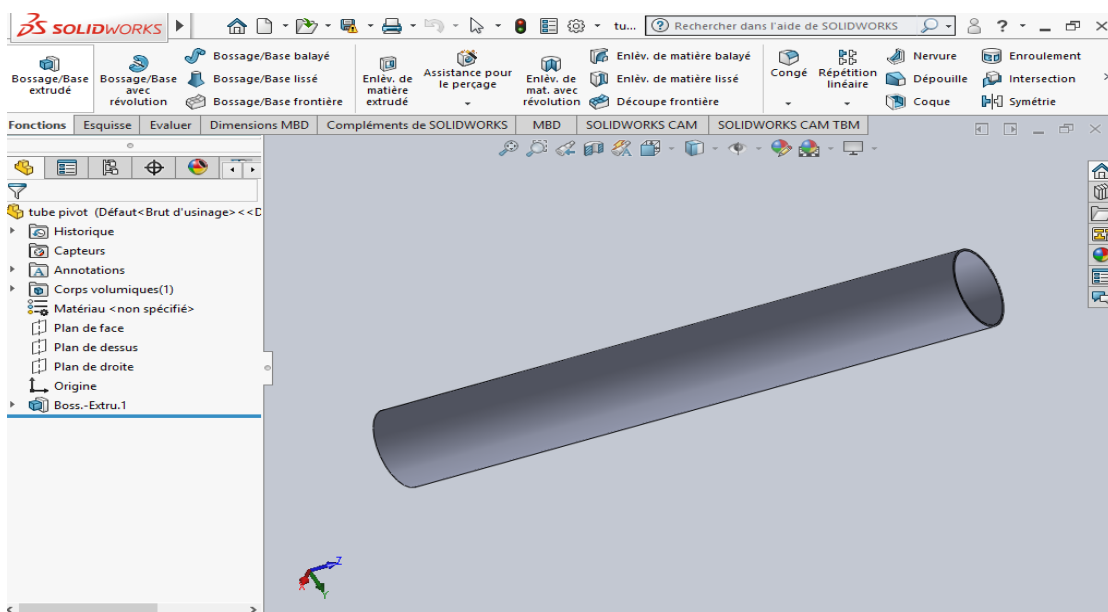 SOLIDWORKS
tu...
Rechercher dans l'aide de SOLIDWORKS
?
Bossage/Base extrudé
Bossage/Base avec révolution
Bossage/Base balayé
Bossage/Base lissé
Bossage/Base frontière
Enlèv. de matière extrudé
Assistance pour le perçage
Enlèv. de mat. avec révolution
Enlèv. de matière balayé
Enlèv. de matière lissé
Découpe frontière
Congé
Répétition linéaire
Nervure
Dépouille
Coque
Enroulement
Intersection
Symétrie
Fonctions Esquisse Evaluer Dimensions MBD Compléments de SOLIDWORKS MBD SOLIDWORKS CAM SOLIDWORKS CAM TBM
tube pivot (Défaut<Brut d'usinage><<D
Historique
Capteurs
Annotations
Corps volumiques(1)
Matériau <non spécifié>
Plan de face
Plan de dessus
Plan de droite
Origine
Boss.-Extru.1
Z
X
Y